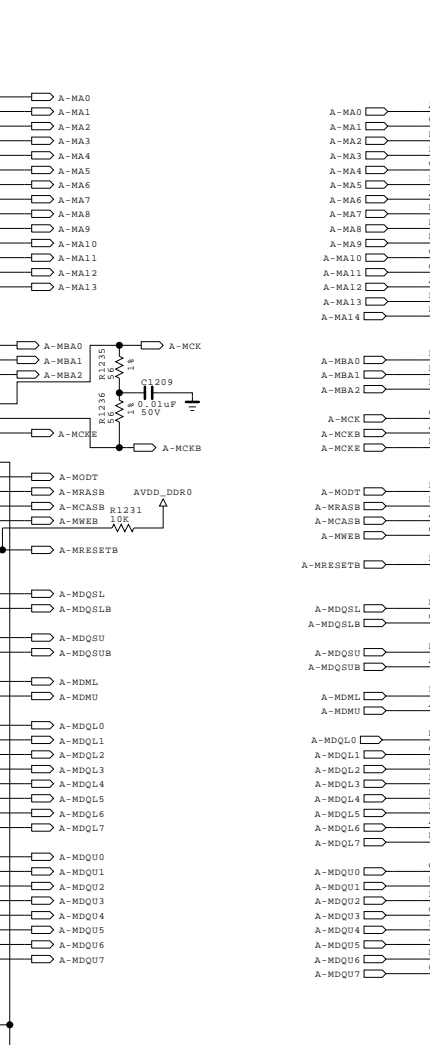 A-MA0
A-MA1
A-MA2
A-MA3
A-MA4
A-MA5
A-MA6
A-MA7
A-MA8
A-MA9
A-MA10
A-MA11
A-MA12
A-MA13
A-MBA0
A-MBA1
A-MBA2
A-MCK
R1235
56
1%
C1209
0.01uF
50V
R1236
56
1%
A-MCKE
A-MCKB
A-MODT
A-MRASB
A-MCASB
A-MWEB
AVDD_DDR0
R1231
10K
A-MRESETB
A-MDQSL
A-MDQSLB
A-MDQSU
A-MDQSUB
A-MDML
A-MDMU
A-MDQL0
A-MDQL1
A-MDQL2
A-MDQL3
A-MDQL4
A-MDQL5
A-MDQL6
A-MDQL7
A-MDQU0
A-MDQU1
A-MDQU2
A-MDQU3
A-MDQU4
A-MDQU5
A-MDQU6
A-MDQU7
A-MA0
A-MA1
A-MA2
A-MA3
A-MA4
A-MA5
A-MA6
A-MA7
A-MA8
A-MA9
A-MA10
A-MA11
A-MA12
A-MA13
A-MA14
A-MBA0
A-MBA1
A-MBA2
A-MCK
A-MCKB
A-MCKE
A-MODT
A-MRASB
A-MCASB
A-MWEB
A-MRESETB
A-MDQSL
A-MDQSLB
A-MDQSU
A-MDQSUB
A-MDML
A-MDMU
A-MDQL0
A-MDQL1
A-MDQL2
A-MDQL3
A-MDQL4
A-MDQL5
A-MDQL6
A-MDQL7
A-MDQU0
A-MDQU1
A-MDQU2
A-MDQU3
A-MDQU4
A-MDQU5
A-MDQU6
A-MDQU7